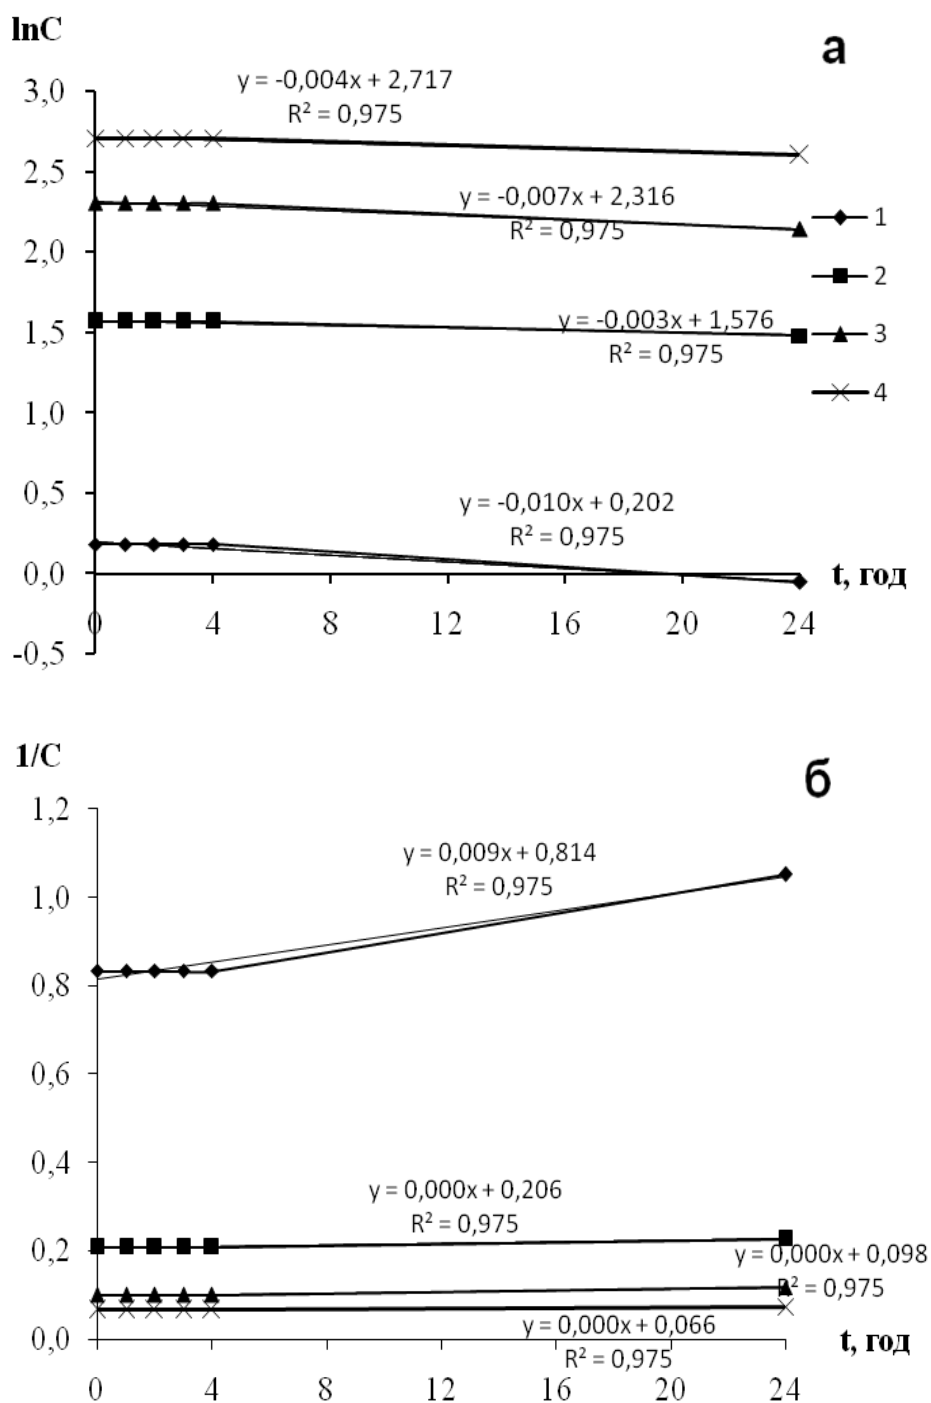 lnC
а
y = -0,004x + 2,717
R² = 0,975
3,0
2,5
y = -0,007x + 2,316
R² = 0,975
1
2,0
2
y = -0,003x + 1,576
1,5
3
R² = 0,975
4
1,0
0,5
y = -0,010x + 0,202
R² = 0,975
0,0
t, год
0 4 8 12 16 20 24
-0,5
1/C
б
1,2
y = 0,009x + 0,814
R² = 0,975
1,0
0,8
0,6
0,4
y = 0,000x + 0,206
R² = 0,975
0,2
y = 0,000x + 0,098
R² = 0,975
y = 0,000x + 0,066
0,0
t, год
R² = 0,975
0 4 8 12 16 20 24